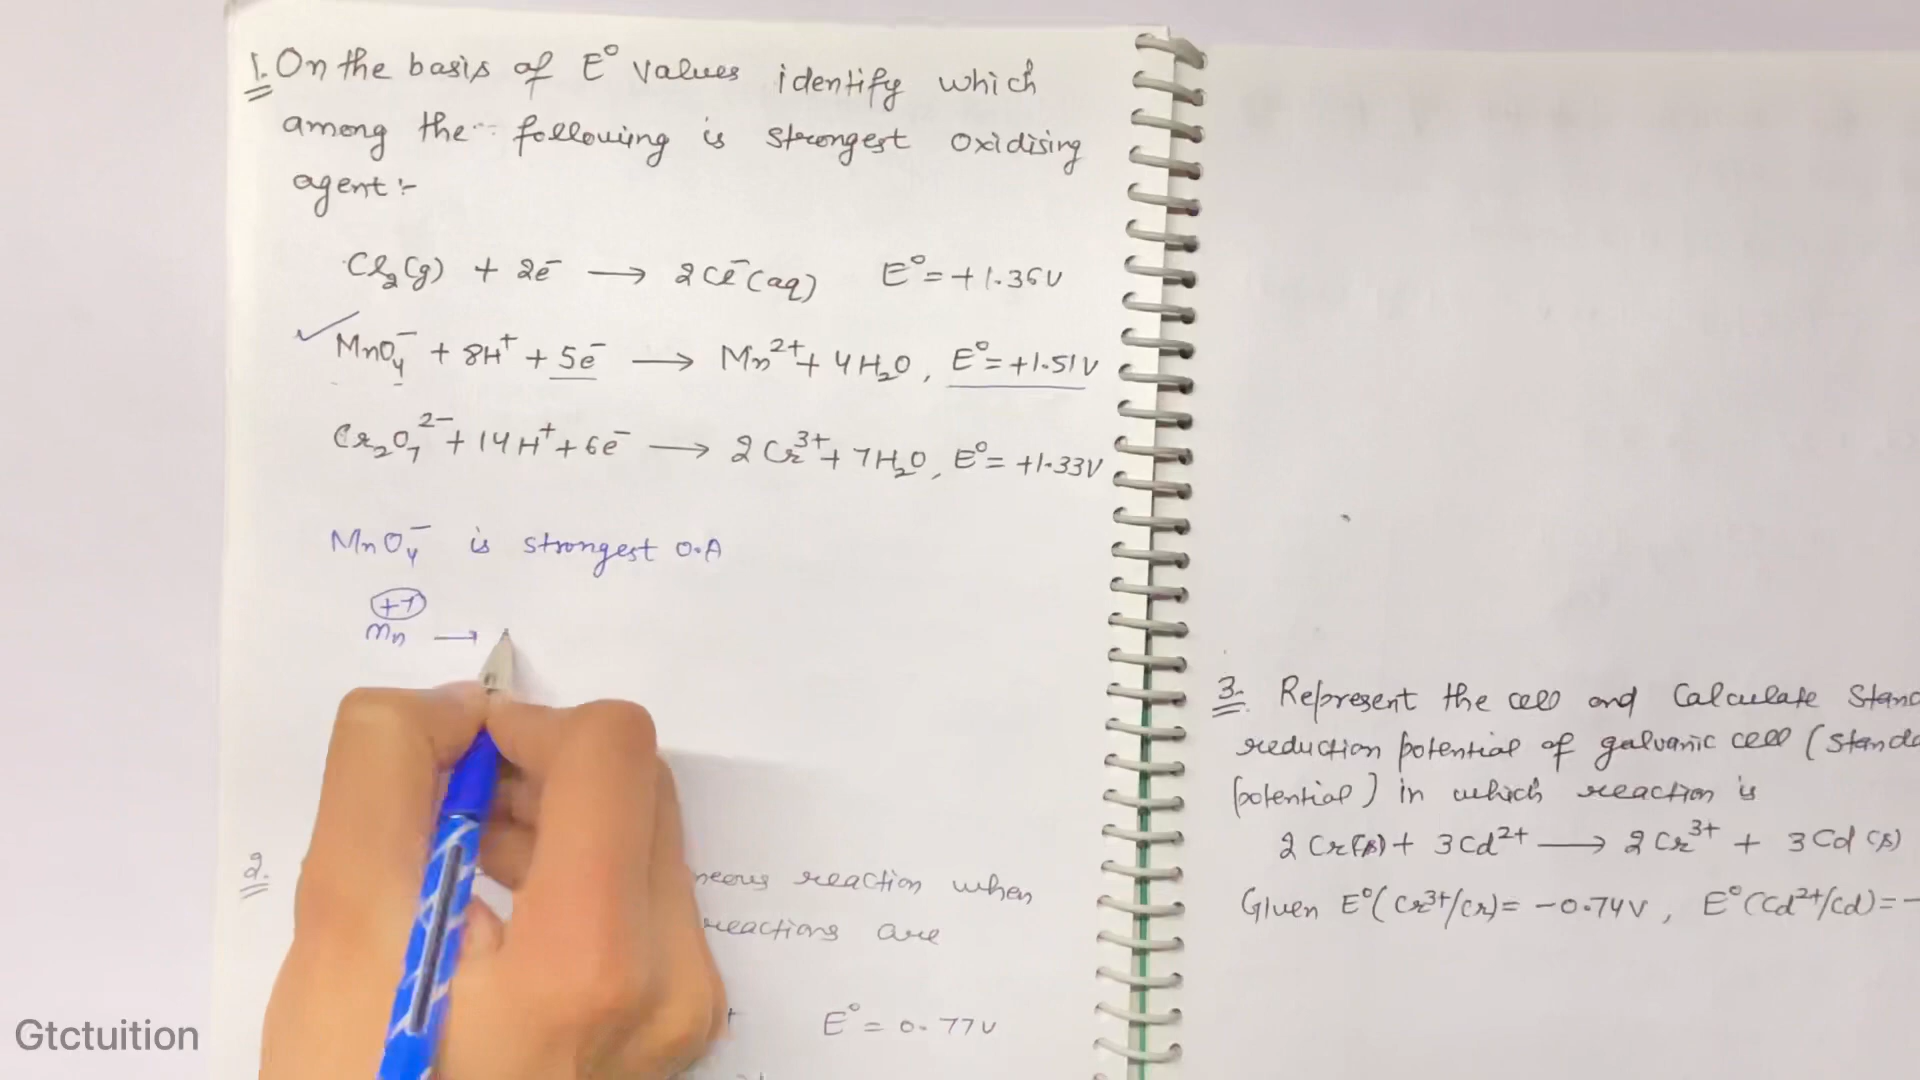 1. On the basis of E° values identify which
among the following is strongest oxidising
agent:-
Cl₂(g) + 2e⁻ → 2Cl⁻(aq) E° = +1.36V
✓ MnO₄⁻ + 8H⁺ + 5e⁻ → Mn²⁺ + 4H₂O, E° = +1.51V
Cr₂O₇²⁻ + 14H⁺ + 6e⁻ → 2Cr³⁺ + 7H₂O, E° = +1.33V
MnO₄⁻ is strongest O.A
+7
Mn →
2.
reaction when
reactions are
E° = 0.77V
3. Represent the cell and Calculate
reduction potential of galvanic cell (
potential) in which reaction is
2Cr(s) + 3Cd²⁺ → 2Cr³⁺ + 3Cd(s)
Given E°(Cr³⁺/Cr) = -0.74V, E°(Cd²⁺/Cd) = -
Gtctuition